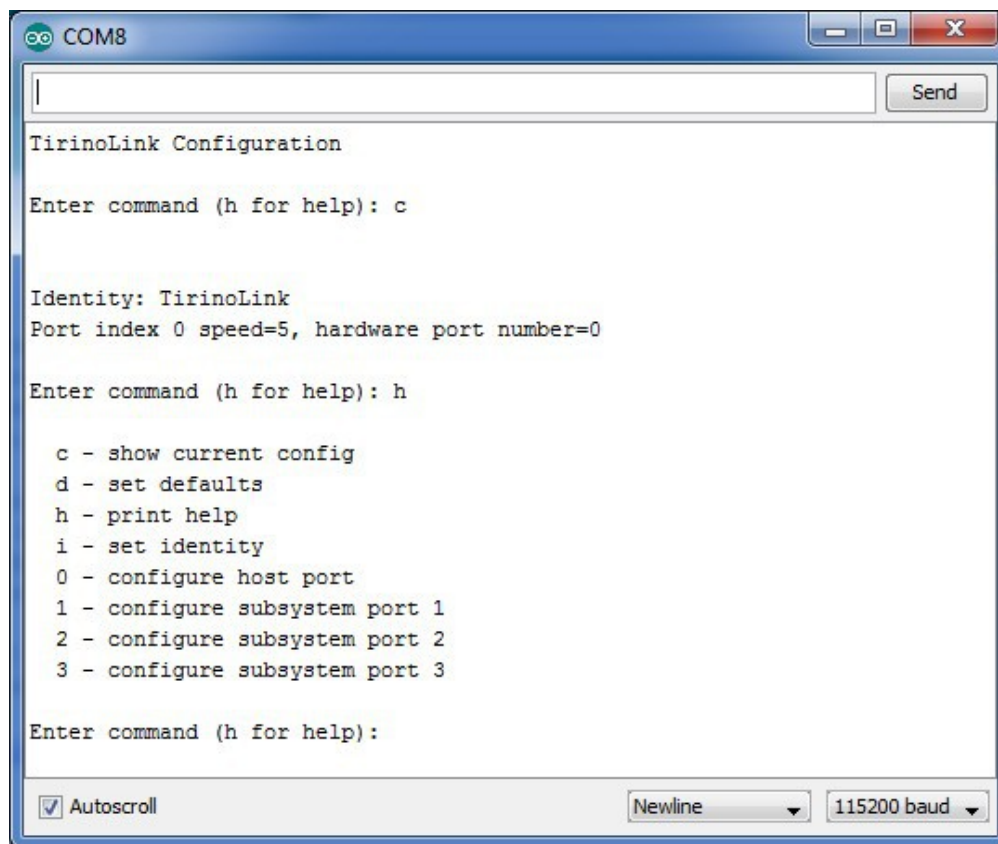 COM8
Send
TirinoLink Configuration
Enter command (h for help): c
Identity: TirinoLink
Port index 0 speed=5, hardware port number=0
Enter command (h for help): h
c - show current config
d - set defaults
h - print help
i - set identity
0 - configure host port
1 - configure subsystem port 1
2 - configure subsystem port 2
3 - configure subsystem port 3
Enter command (h for help):
Autoscroll Newline 115200 baud